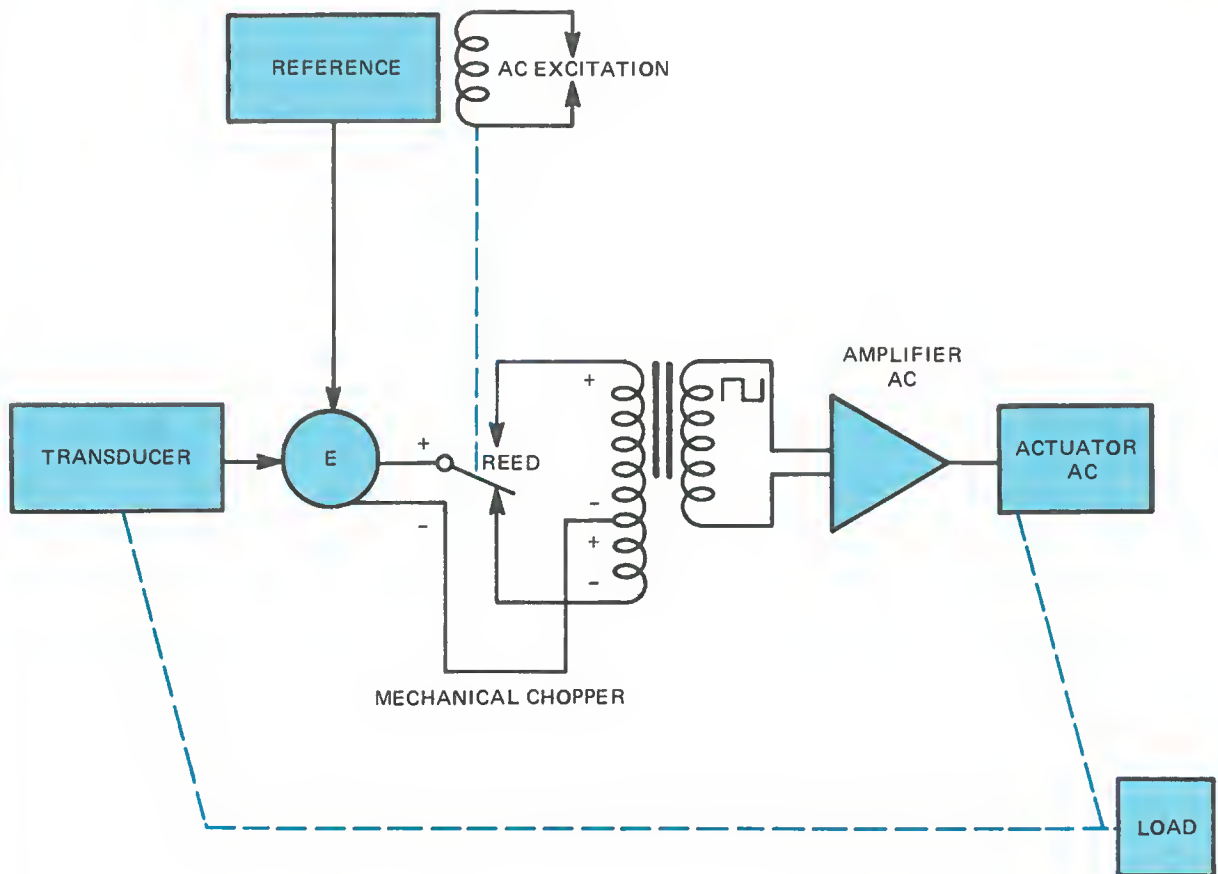 REFERENCE
AC EXCITATION
AMPLIFIER
AC
TRANSDUCER
E
+
-
REED
+
-
+
-
ACTUATOR
AC
MECHANICAL CHOPPER
LOAD